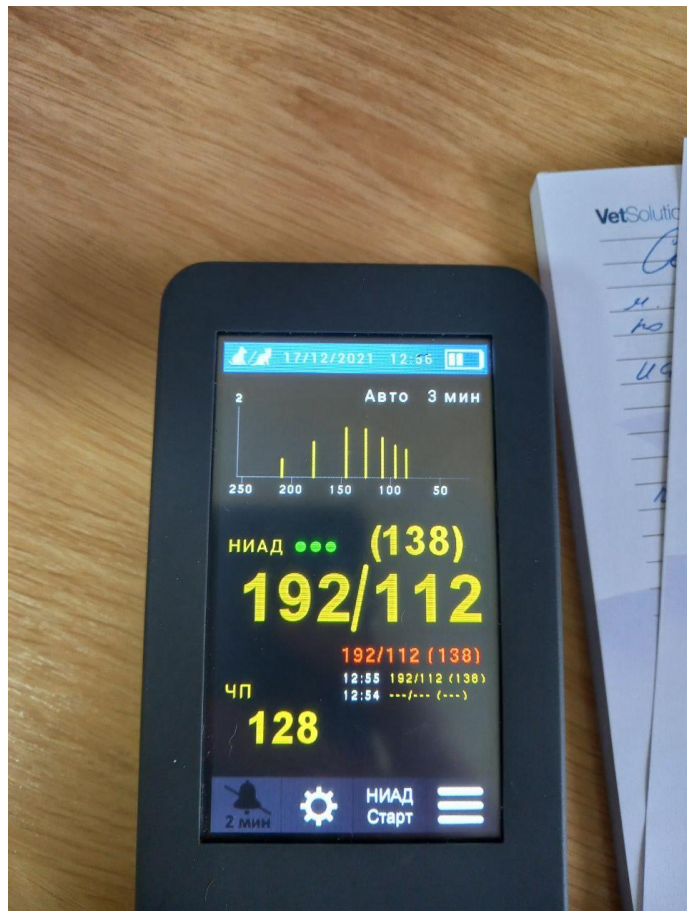 17/12/2021 12:56
2 Авто 3 мин
250 200 150 100 50
НИАД (138)
192/112
192/112 (138)
12:55 192/112 (138)
12:54 ---/--- (---)
ЧП
128
2 мин
НИАД
Старт
по